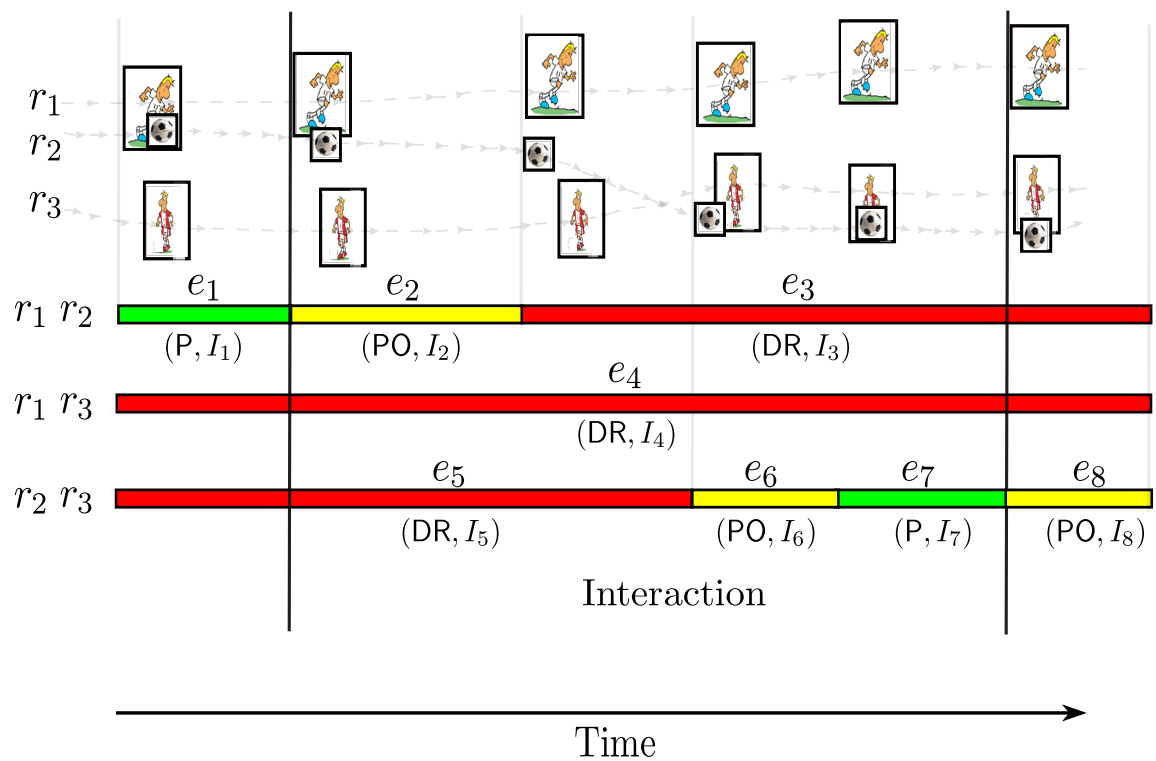 r₁
r₂
r₃
e₁ e₂ e₃
r₁ r₂
(P, I₁) (PO, I₂) (DR, I₃)
e₄
r₁ r₃
(DR, I₄)
e₅ e₆ e₇ e₈
r₂ r₃
(DR, I₅) (PO, I₆) (P, I₇) (PO, I₈)
Interaction
Time